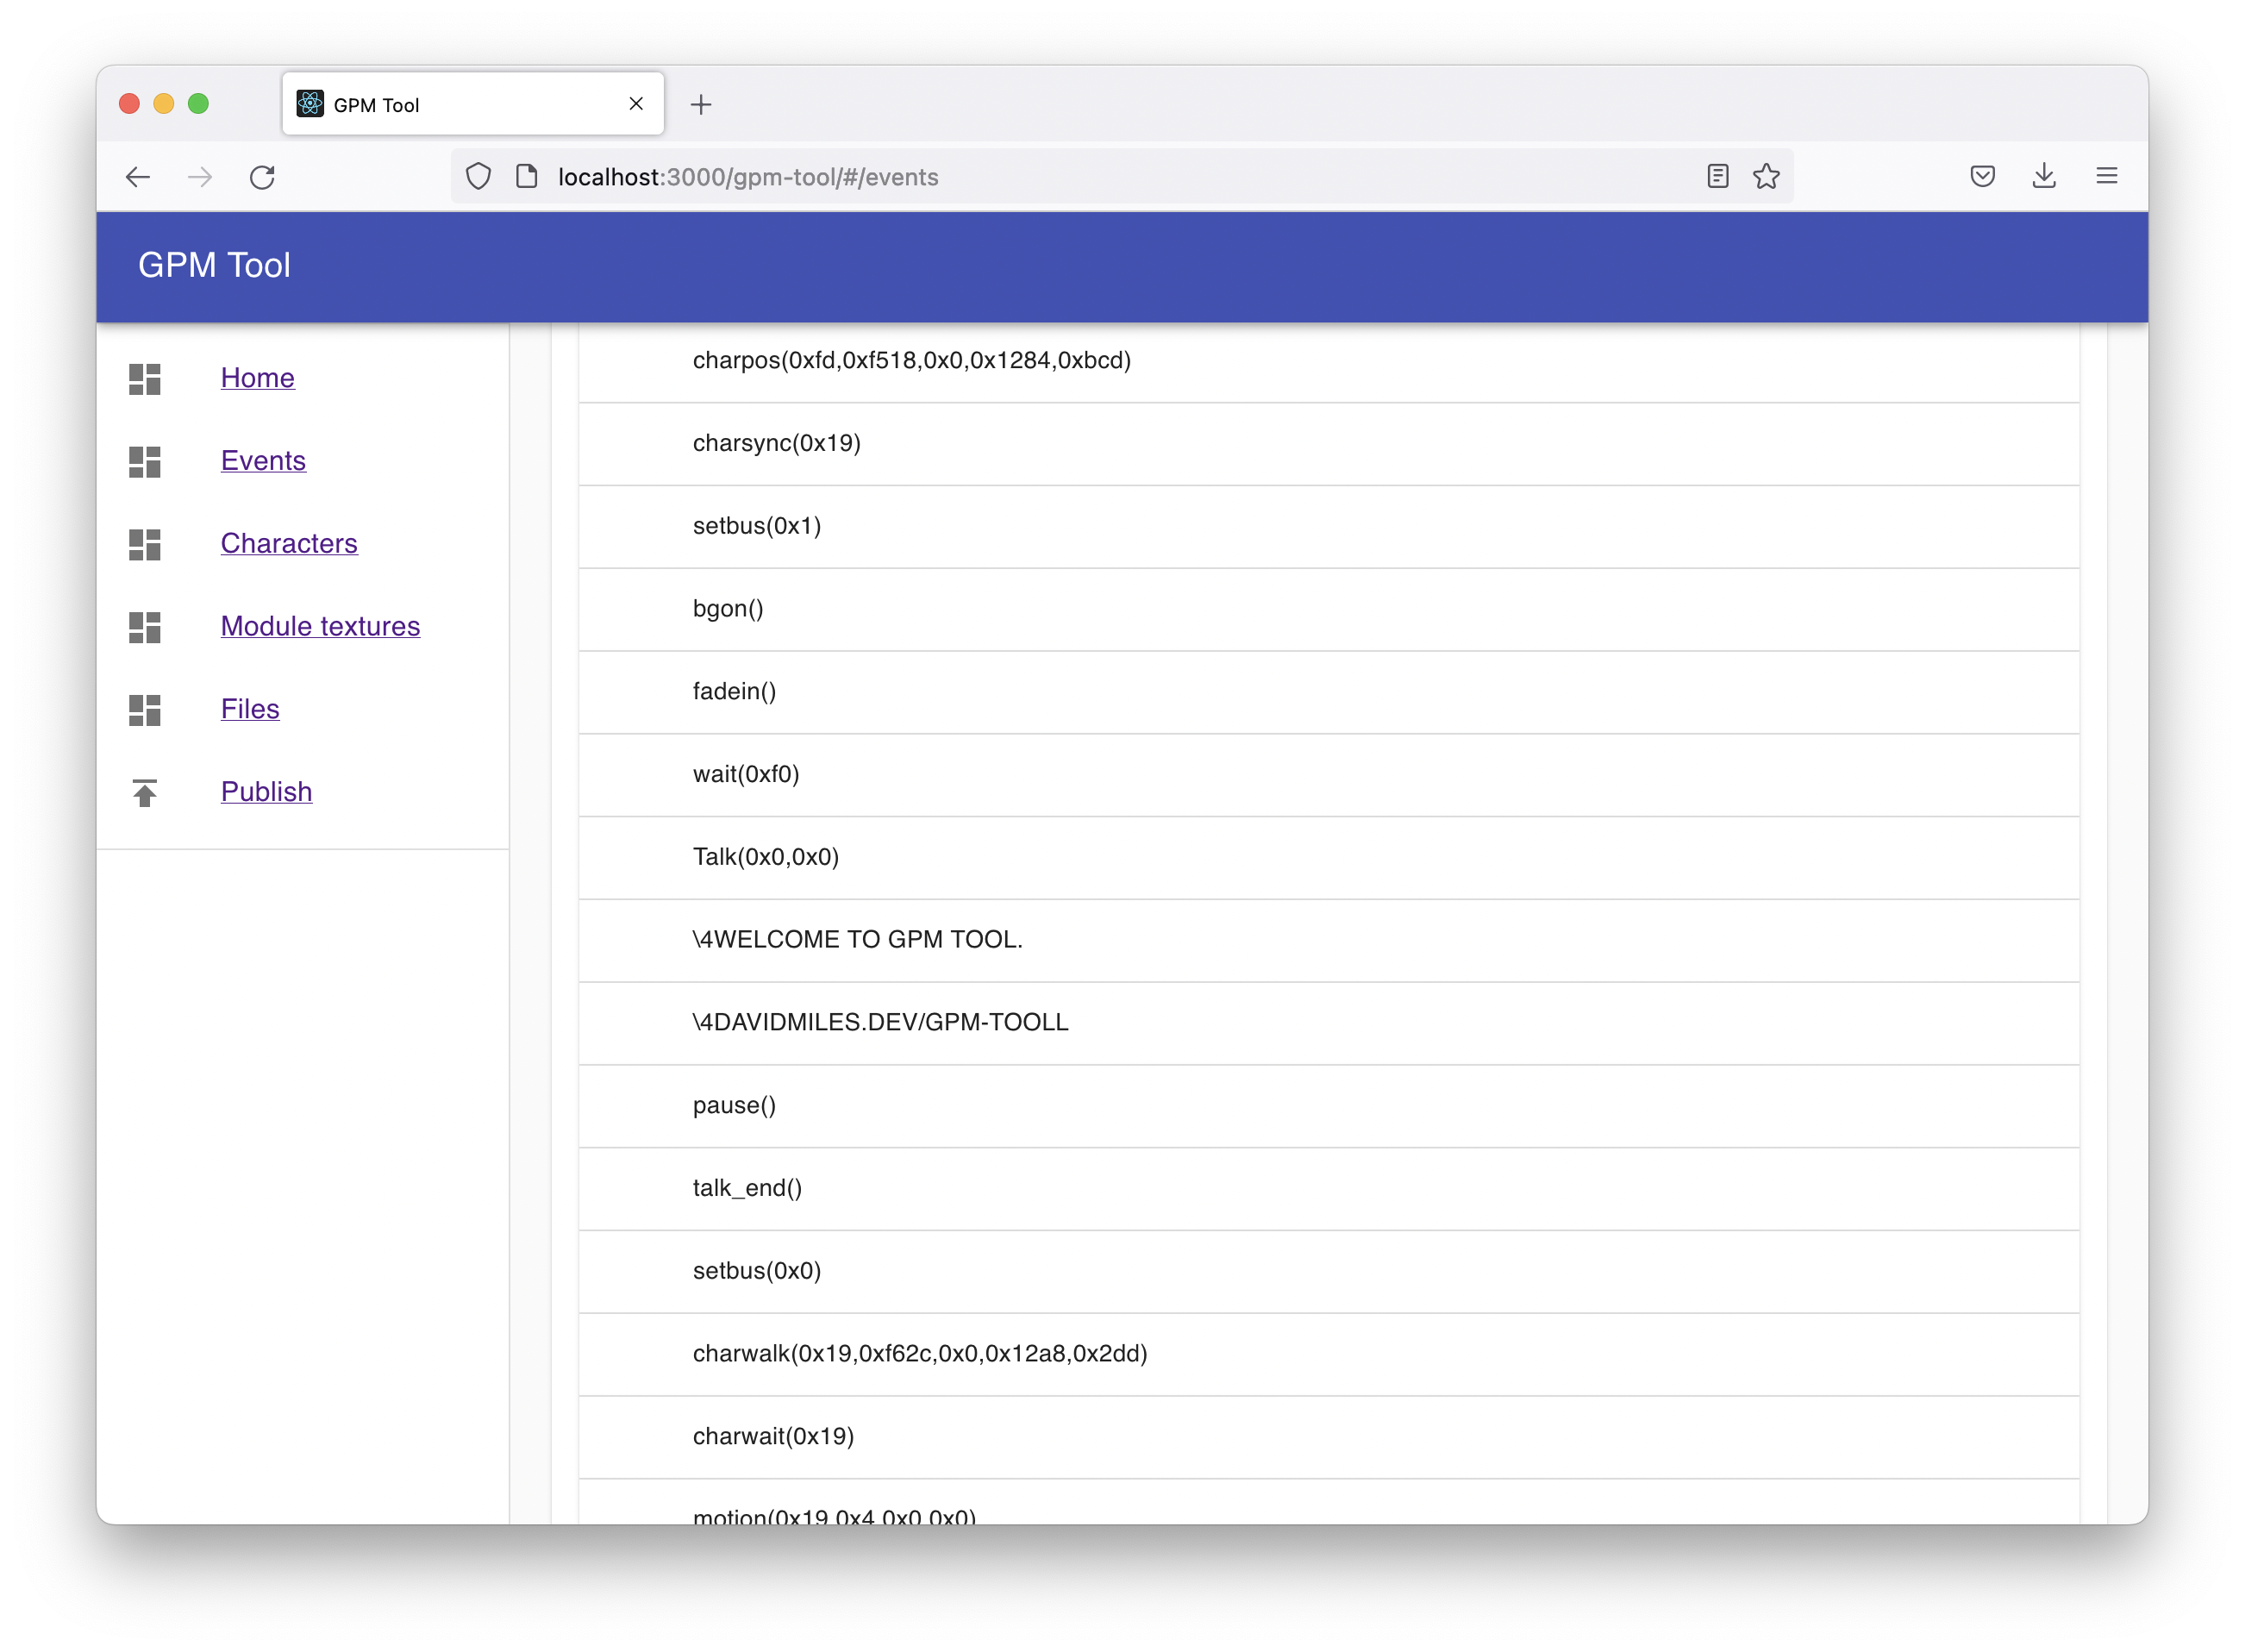 GPM Tool
localhost:3000/gpm-tool/#/events
GPM Tool
Home
Events
Characters
Module textures
Files
Publish
charpos(0xfd,0xf518,0x0,0x1284,0xbcd)
charsync(0x19)
setbus(0x1)
bgon()
fadein()
wait(0xf0)
Talk(0x0,0x0)
\4WELCOME TO GPM TOOL.
\4DAVIDMILES.DEV/GPM-TOOLL
pause()
talk_end()
setbus(0x0)
charwalk(0x19,0xf62c,0x0,0x12a8,0x2dd)
charwait(0x19)
motion(0x19,0x4,0x0,0x0)